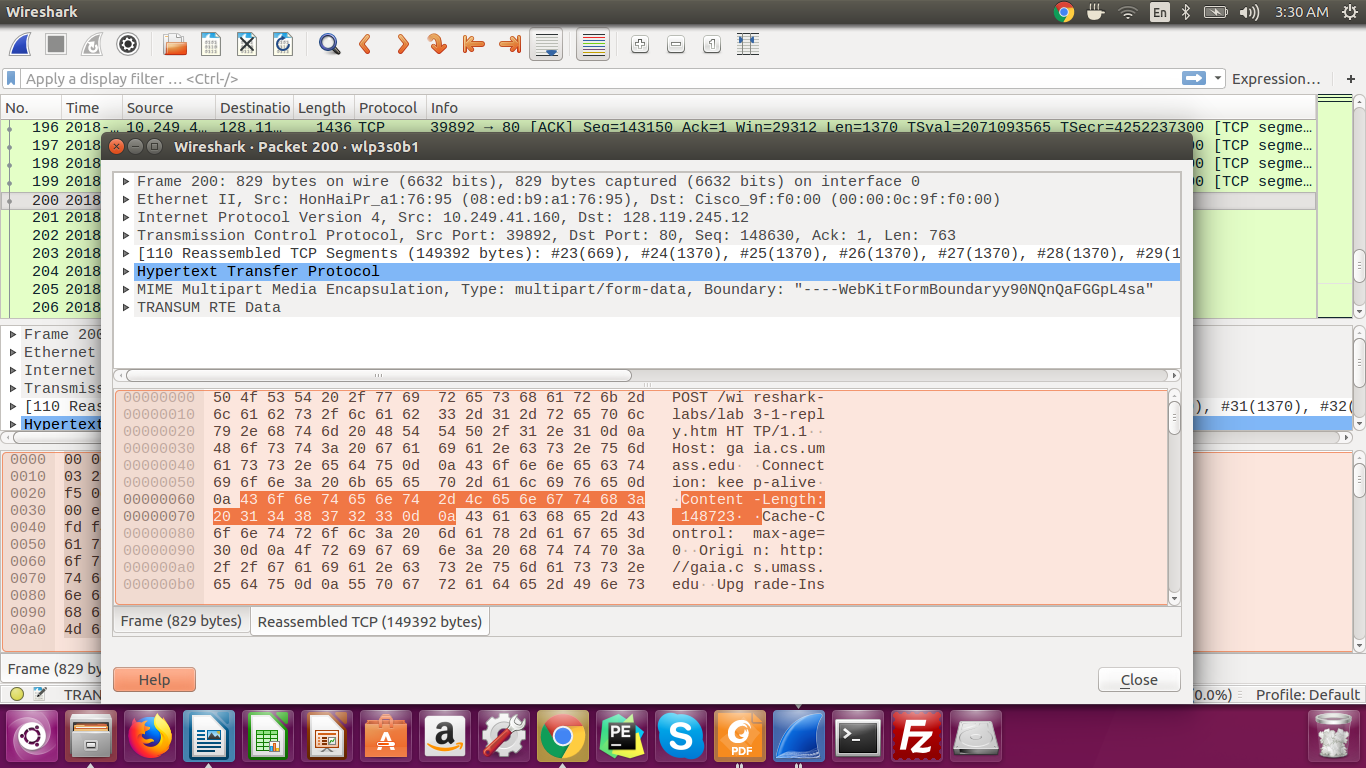 Wireshark
En
3:30 AM
Apply a display filter … <Ctrl-/>
Expression…
+
No. Time Source Destinatio Length Protocol Info
196 2018-… 10.249.4… 128.11… 1436 TCP 39892 → 80 [ACK] Seq=143150 Ack=1 Win=29312 Len=1370 TSval=2071093565 TSecr=4252237300 [TCP segme…
197 2018 00 [TCP segme…
198 2018 00 [TCP segme…
199 2018 00 [TCP segme…
200 2018
201 2018
202 2018
203 2018
204 2018
205 2018
206 2018
Wireshark · Packet 200 · wlp3s0b1
Frame 200: 829 bytes on wire (6632 bits), 829 bytes captured (6632 bits) on interface 0
Ethernet II, Src: HonHaiPr_a1:76:95 (08:ed:b9:a1:76:95), Dst: Cisco_9f:f0:00 (00:00:0c:9f:f0:00)
Internet Protocol Version 4, Src: 10.249.41.160, Dst: 128.119.245.12
Transmission Control Protocol, Src Port: 39892, Dst Port: 80, Seq: 148630, Ack: 1, Len: 763
[110 Reassembled TCP Segments (149392 bytes): #23(669), #24(1370), #25(1370), #26(1370), #27(1370), #28(1370), #29(1
Hypertext Transfer Protocol
MIME Multipart Media Encapsulation, Type: multipart/form-data, Boundary: "----WebKitFormBoundaryy90NQnQaFGGpL4sa"
TRANSUM RTE Data
00000000 50 4f 53 54 20 2f 77 69 72 65 73 68 61 72 6b 2d POST /wi reshark-
00000010 6c 61 62 73 2f 6c 61 62 33 2d 31 2d 72 65 70 6c labs/lab 3-1-repl
00000020 79 2e 68 74 6d 20 48 54 54 50 2f 31 2e 31 0d 0a y.htm HT TP/1.1··
00000030 48 6f 73 74 3a 20 67 61 69 61 2e 63 73 2e 75 6d Host: ga ia.cs.um
00000040 61 73 73 2e 65 64 75 0d 0a 43 6f 6e 6e 65 63 74 ass.edu· ·Connect
00000050 69 6f 6e 3a 20 6b 65 65 70 2d 61 6c 69 76 65 0d ion: kee p-alive·
00000060 0a 43 6f 6e 74 65 6e 74 2d 4c 65 6e 67 74 68 3a ·Content -Length:
00000070 20 31 34 38 37 32 33 0d 0a 43 61 63 68 65 2d 43 148723· ·Cache-C
00000080 6f 6e 74 72 6f 6c 3a 20 6d 61 78 2d 61 67 65 3d ontrol: max-age=
00000090 30 0d 0a 4f 72 69 67 69 6e 3a 20 68 74 74 70 3a 0··Origi n: http:
000000a0 2f 2f 67 61 69 61 2e 63 73 2e 75 6d 61 73 73 2e //gaia.c s.umass.
000000b0 65 64 75 0d 0a 55 70 67 72 61 64 65 2d 49 6e 73 edu··Upg rade-Ins
Frame (829 bytes) Reassembled TCP (149392 bytes)
Help
Close
Frame 200
Ethernet
Internet
Transmiss
[110 Reas ), #31(1370), #32(
Hypertext
0000 00 0
0010 03 2
0020 f5 0
0030 00 e
0040 fd f
0050 61 7
0060 6f 7
0070 74 6
0080 6e 6
0090 68 6
00a0 4d 6
Frame (829 by
TRAN
0.0%) Profile: Default
PE
PDF